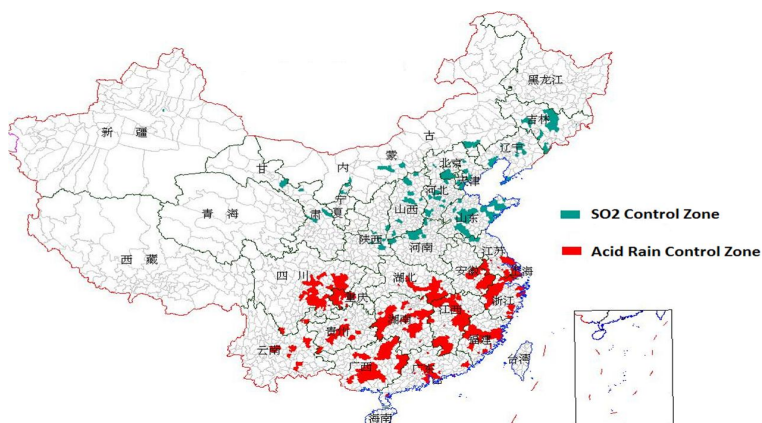 黑龙江
吉林
辽宁
新 疆
内
蒙
古
甘
肃
北京
天津
河北
宁
夏
山西
山东
青 海
陕西
河南
西 藏
江苏
安徽
上海
四 川
重庆
湖北
浙江
江西
湖南
贵州
福建
云南
广西
广东
台湾
海南
SO2 Control Zone
Acid Rain Control Zone